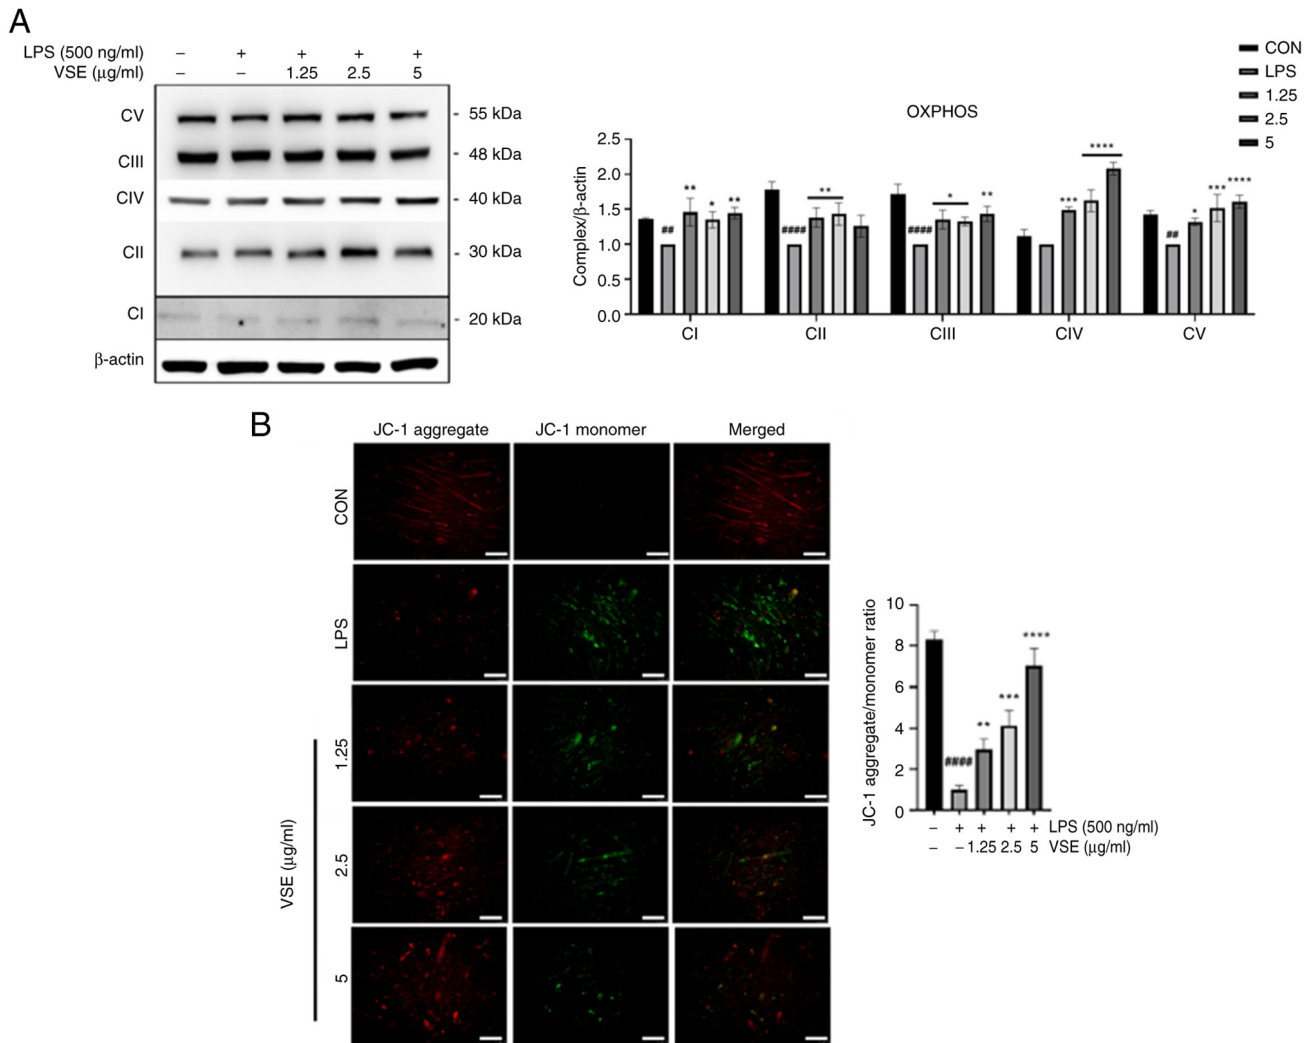 A
LPS (500 ng/ml) – + + + +
VSE (μg/ml) – – 1.25 2.5 5
CV - 55 kDa
CIII - 48 kDa
CIV - 40 kDa
CII - 30 kDa
CI - 20 kDa
β-actin
CON
LPS
1.25
2.5
5
OXPHOS
Complex/β-actin
2.5
2.0
1.5
1.0
0.5
0.0
## ** * **
#### **
#### * **
*** ****
## * *** ****
CI CII CIII CIV CV
B
JC-1 aggregate JC-1 monomer Merged
CON
LPS
VSE (μg/ml)
1.25
2.5
5
JC-1 aggregate/monomer ratio
10
8
6
4
2
0
#### ** *** ****
– + + + + LPS (500 ng/ml)
– – 1.25 2.5 5 VSE (μg/ml)